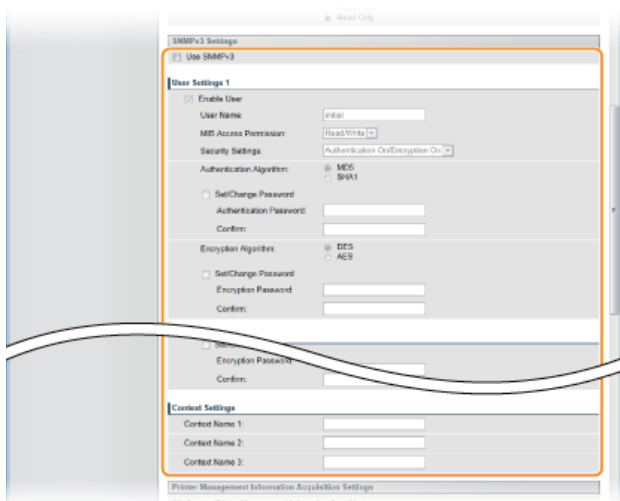 Read Only
SNMPv3 Settings
Use SNMPv3
User Settings 1
Enable User
User Name: initial
MIB Access Permission: Read/Write
Security Settings: Authentication On/Encryption On
Authentication Algorithm: MD5
SHA1
Set/Change Password
Authentication Password:
Confirm:
Encryption Algorithm: DES
AES
Set/Change Password
Encryption Password:
Confirm:
Encryption Password:
Confirm:
Context Settings
Context Name 1:
Context Name 2:
Context Name 3:
Printer Management Information Acquisition Settings